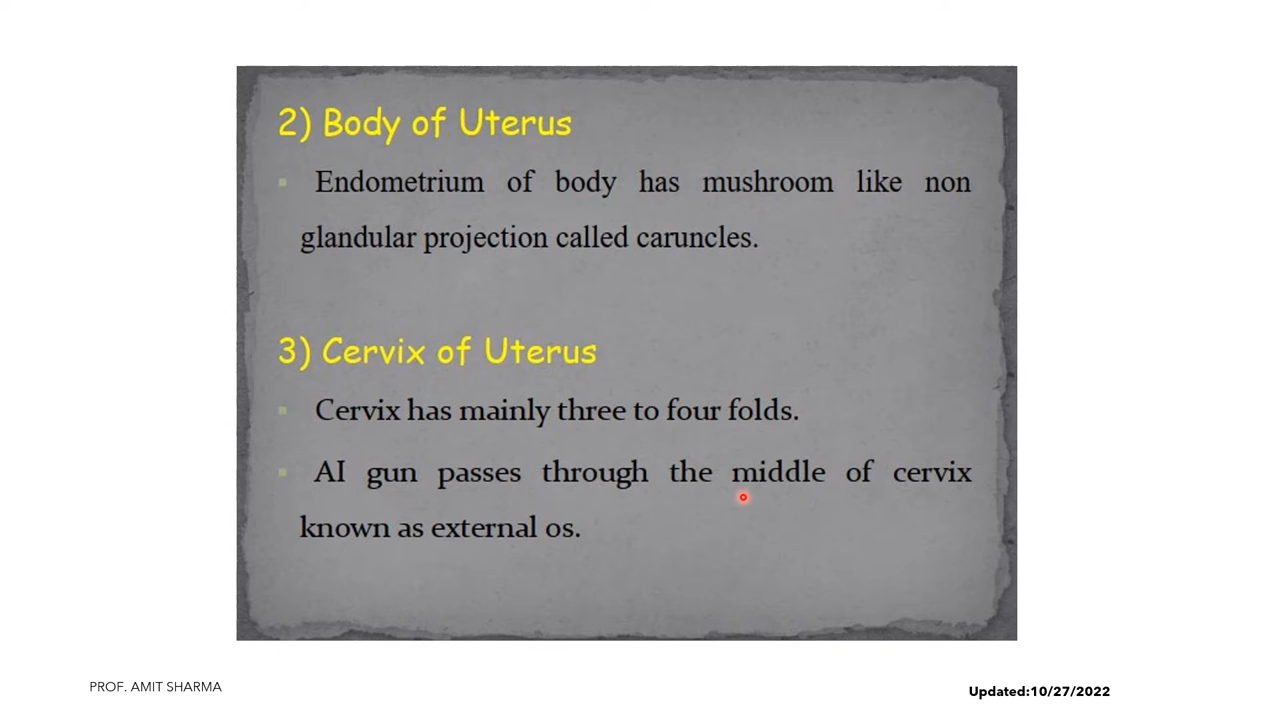 2) Body of Uterus
▪ Endometrium of body has mushroom like non
glandular projection called caruncles.
3) Cervix of Uterus
▪ Cervix has mainly three to four folds.
▪ AI gun passes through the middle of cervix
known as external os.
PROF. AMIT SHARMA
Updated:10/27/2022